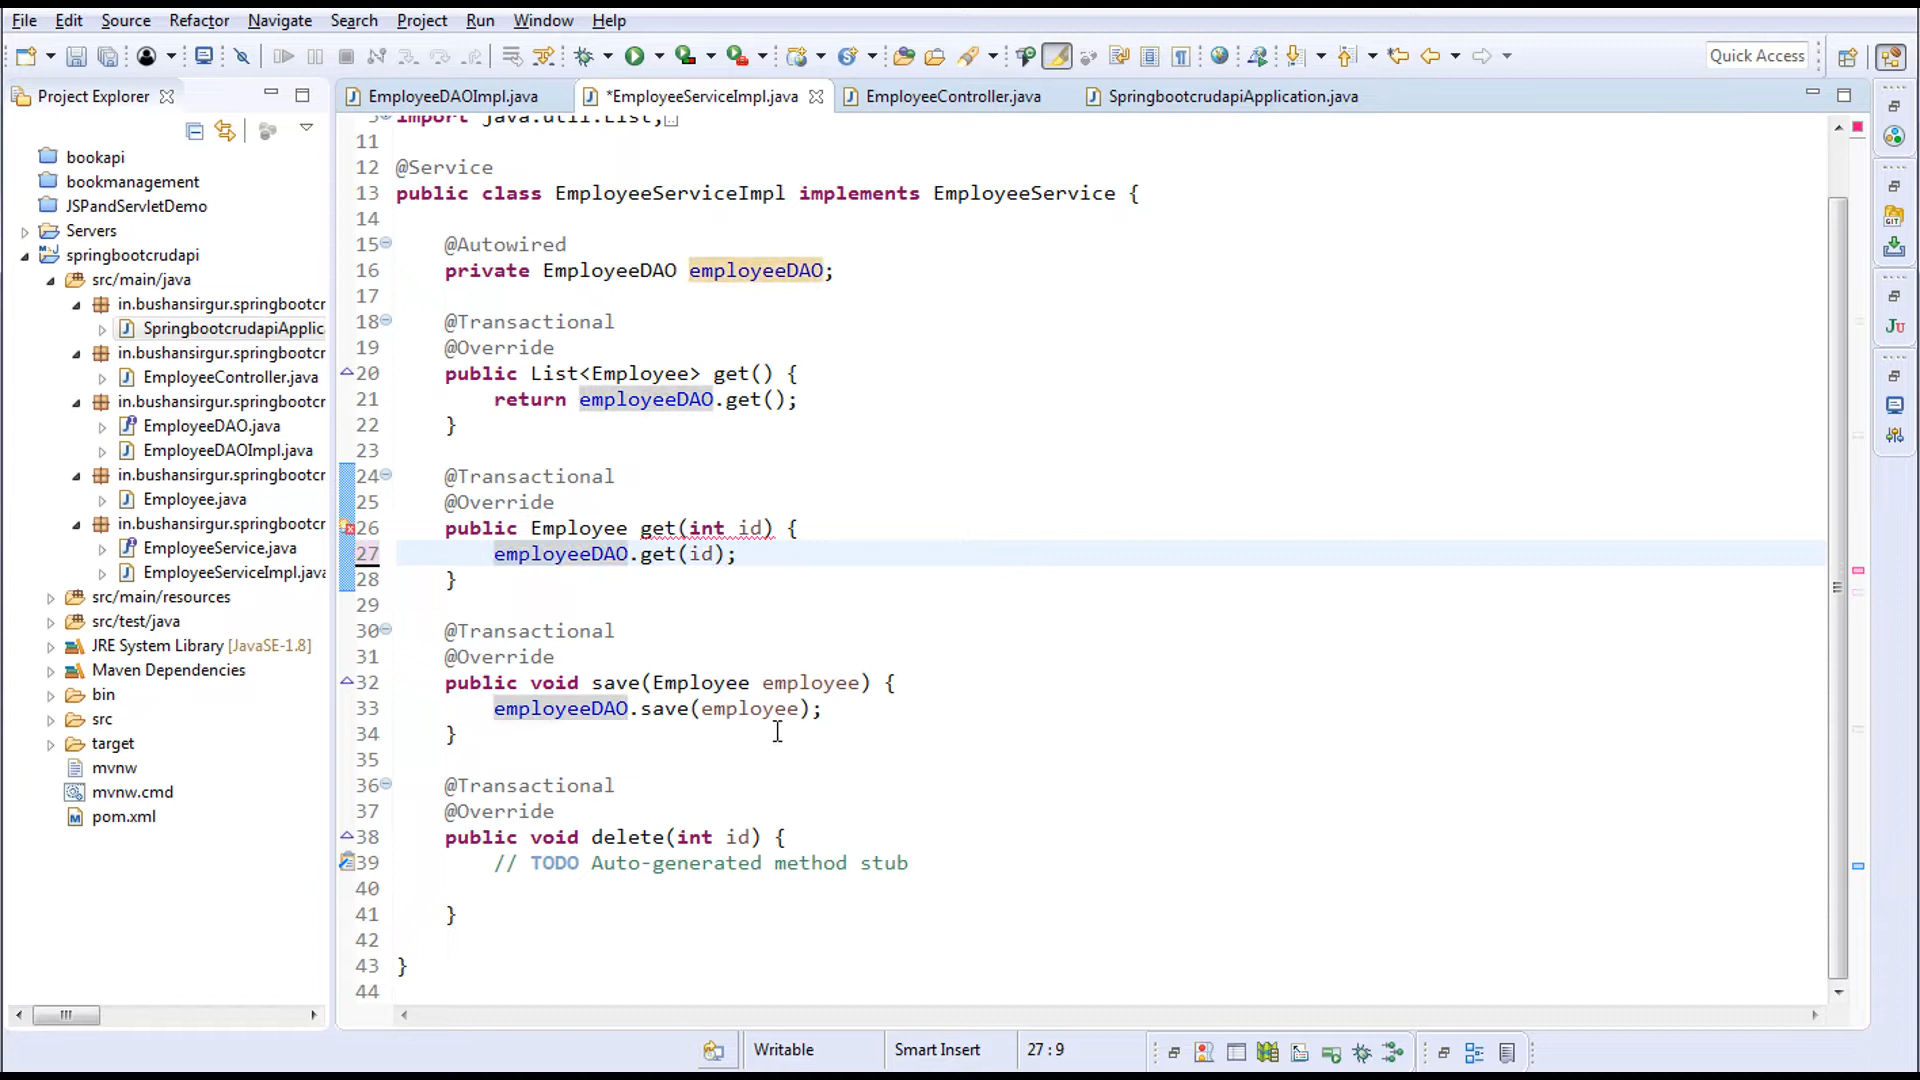 File Edit Source Refactor Navigate Search Project Run Window Help
Quick Access
Project Explorer
EmployeeDAOImpl.java
*EmployeeServiceImpl.java
EmployeeController.java
SpringbootcrudapiApplication.java
bookapi
bookmanagement
JSPandServletDemo
Servers
springbootcrudapi
src/main/java
in.bushansirgur.springbootcr
SpringbootcrudapiApplic
in.bushansirgur.springbootcr
EmployeeController.java
in.bushansirgur.springbootcr
EmployeeDAO.java
EmployeeDAOImpl.java
in.bushansirgur.springbootcr
Employee.java
in.bushansirgur.springbootcr
EmployeeService.java
EmployeeServiceImpl.java
src/main/resources
src/test/java
JRE System Library [JavaSE-1.8]
Maven Dependencies
bin
src
target
mvnw
mvnw.cmd
pom.xml
import java.util.List;
11
12 @Service
13 public class EmployeeServiceImpl implements EmployeeService {
14
15 @Autowired
16 private EmployeeDAO employeeDAO;
17
18 @Transactional
19 @Override
20 public List<Employee> get() {
21 return employeeDAO.get();
22 }
23
24 @Transactional
25 @Override
26 public Employee get(int id) {
27 employeeDAO.get(id);
28 }
29
30 @Transactional
31 @Override
32 public void save(Employee employee) {
33 employeeDAO.save(employee);
34 }
35
36 @Transactional
37 @Override
38 public void delete(int id) {
39 // TODO Auto-generated method stub
40
41 }
42
43 }
44
Writable
Smart Insert
27 : 9